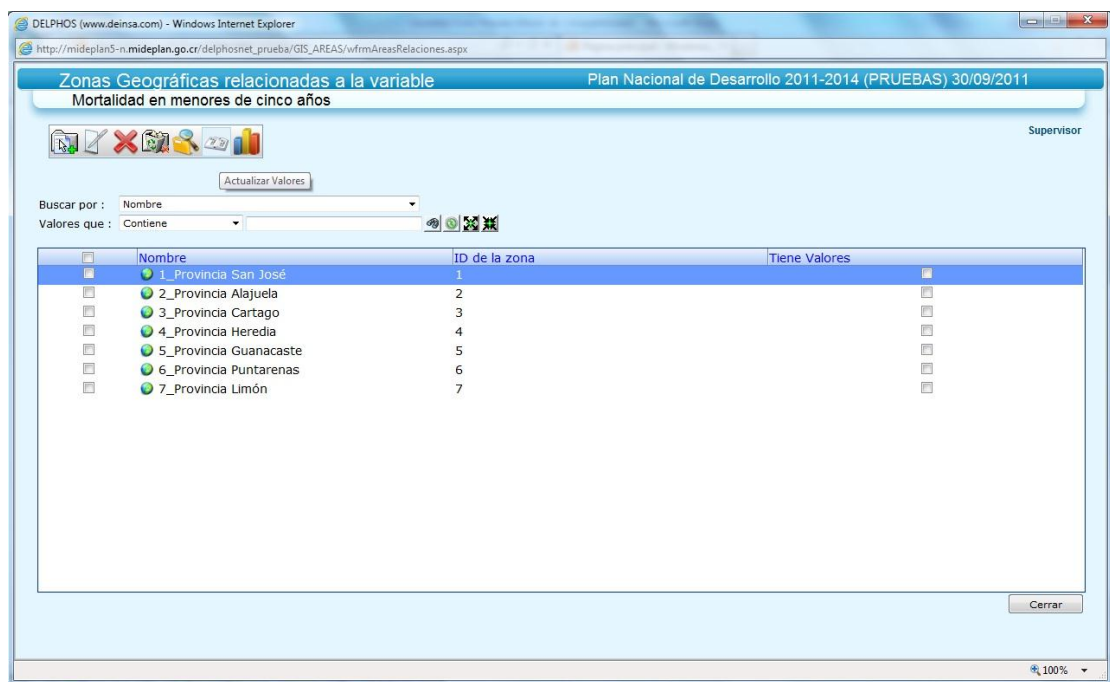 DELPHOS (www.deinsa.com) - Windows Internet Explorer
http://mideplan5-n.mideplan.go.cr/delphosnet_prueba/GIS_AREAS/wfrmAreasRelaciones.aspx
Zonas Geográficas relacionadas a la variable Plan Nacional de Desarrollo 2011-2014 (PRUEBAS) 30/09/2011
Mortalidad en menores de cinco años
Supervisor
Actualizar Valores
Buscar por : Nombre
Valores que : Contiene
Nombre ID de la zona Tiene Valores
1_Provincia San José 1
2_Provincia Alajuela 2
3_Provincia Cartago 3
4_Provincia Heredia 4
5_Provincia Guanacaste 5
6_Provincia Puntarenas 6
7_Provincia Limón 7
Cerrar
100%